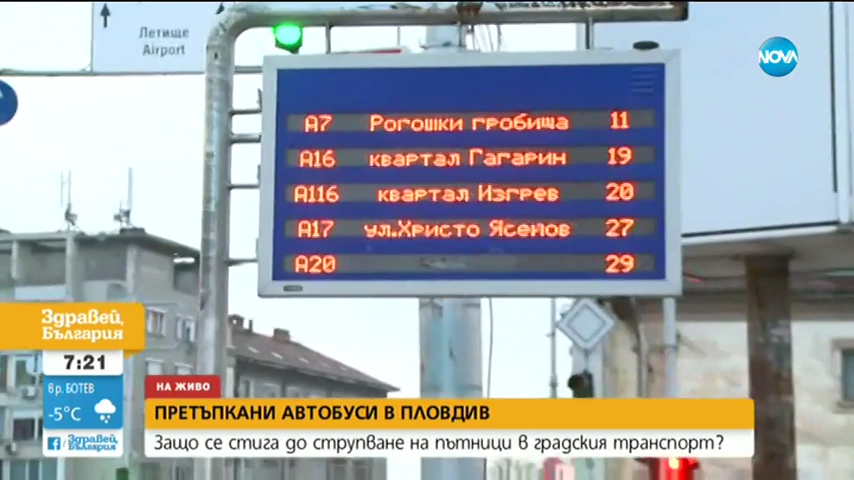 Летище
Airport
NOVA
A7 Рогошки гробища 11
A16 квартал Гагарин 19
A116 квартал Изгрев 20
A17 ул.Христо Ясенов 27
A20 29
Здравей,
България
7:21
в р. БОТЕВ
-5°C
Здравей,
България
НА ЖИВО
ПРЕТЪПКАНИ АВТОБУСИ В ПЛОВДИВ
Защо се стига до струпване на пътници в градския транспорт?